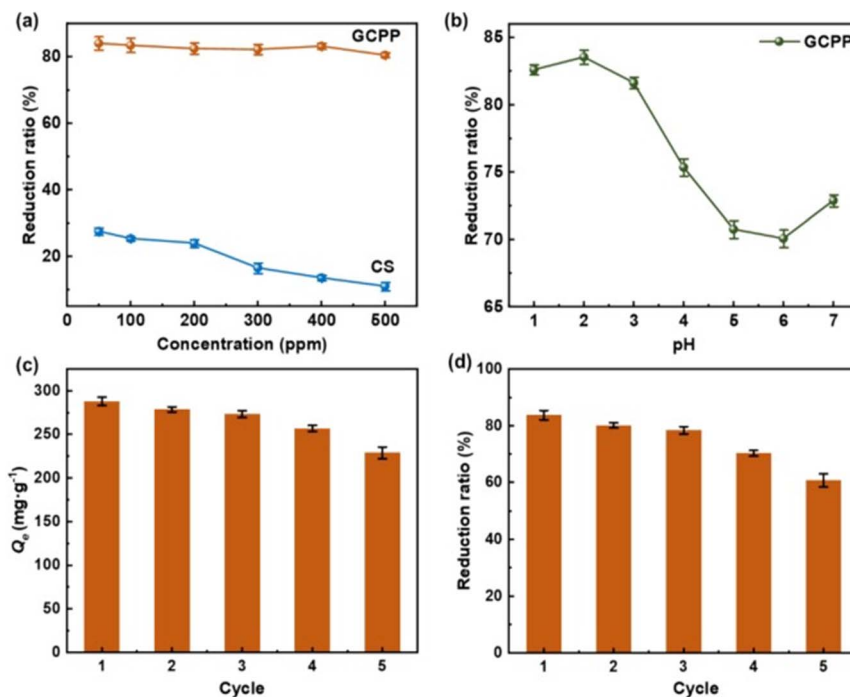 (a)
Reduction ratio (%)
100
80
60
40
20
GCPP
CS
0 100 200 300 400 500
Concentration (ppm)
(b)
Reduction ratio (%)
85
80
75
70
65
GCPP
1 2 3 4 5 6 7
pH
(c)
Qe (mg·g-1)
300
250
200
150
100
50
0
1 2 3 4 5
Cycle
(d)
Reduction ratio (%)
100
80
60
40
20
0
1 2 3 4 5
Cycle